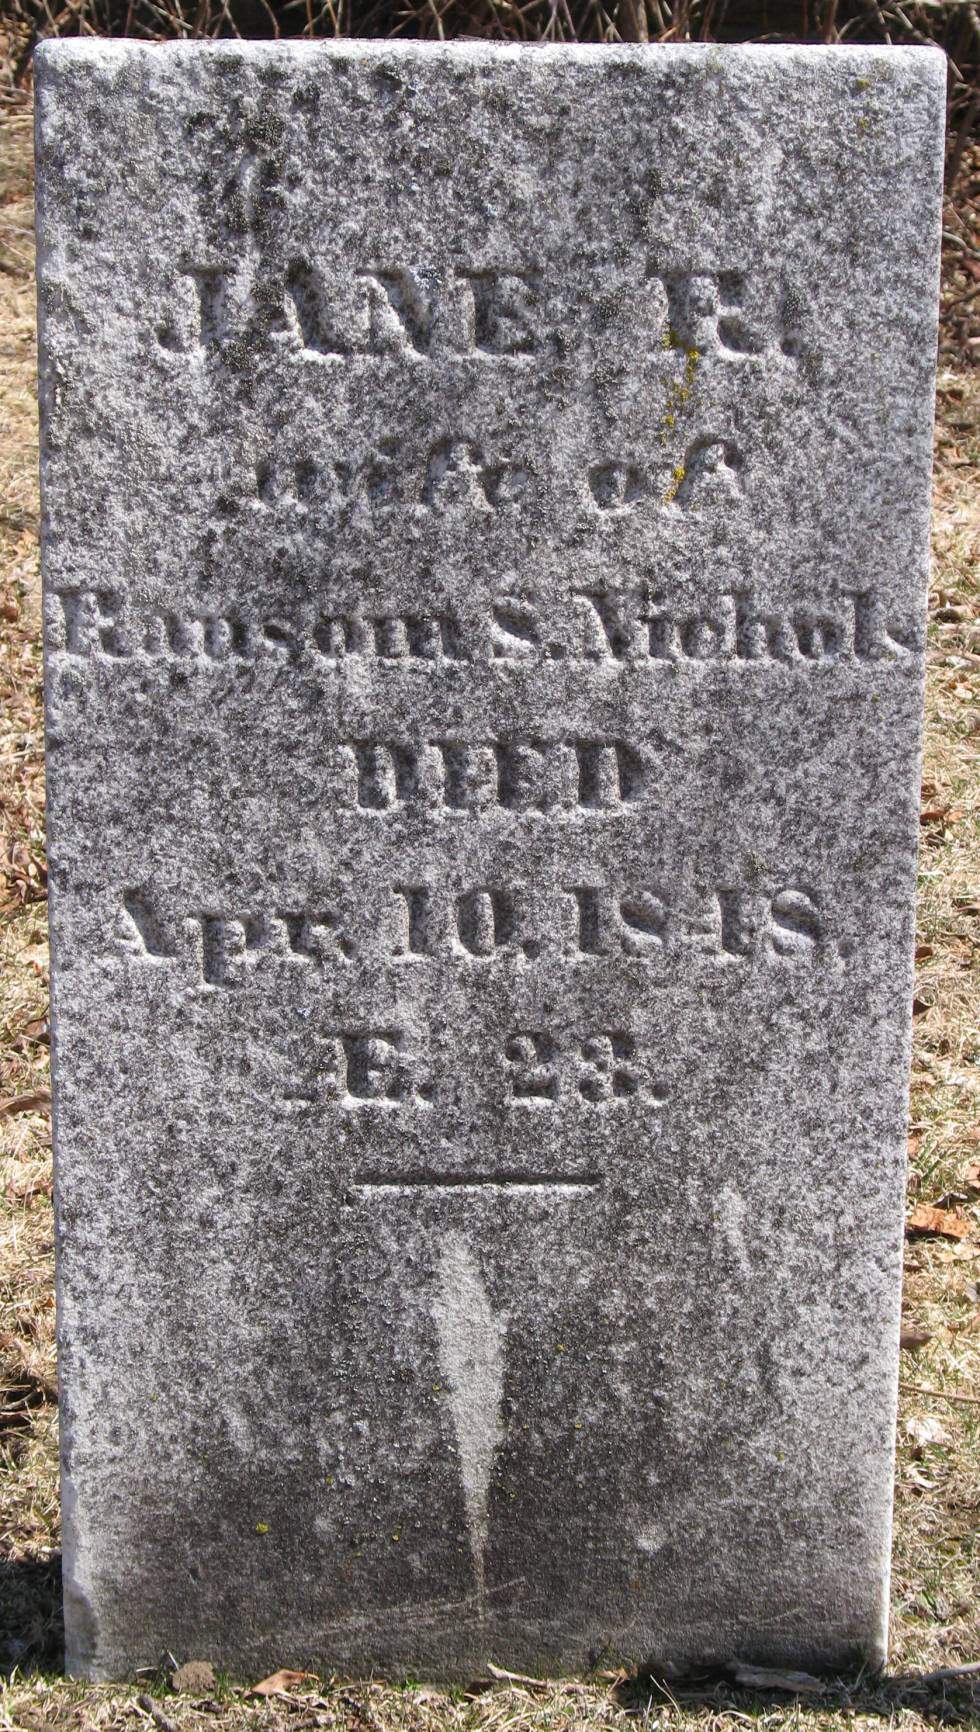 JANE R.
wife of
Ransom S. Nichols
DIED
Apr. 10, 1848.
Æ. 23.